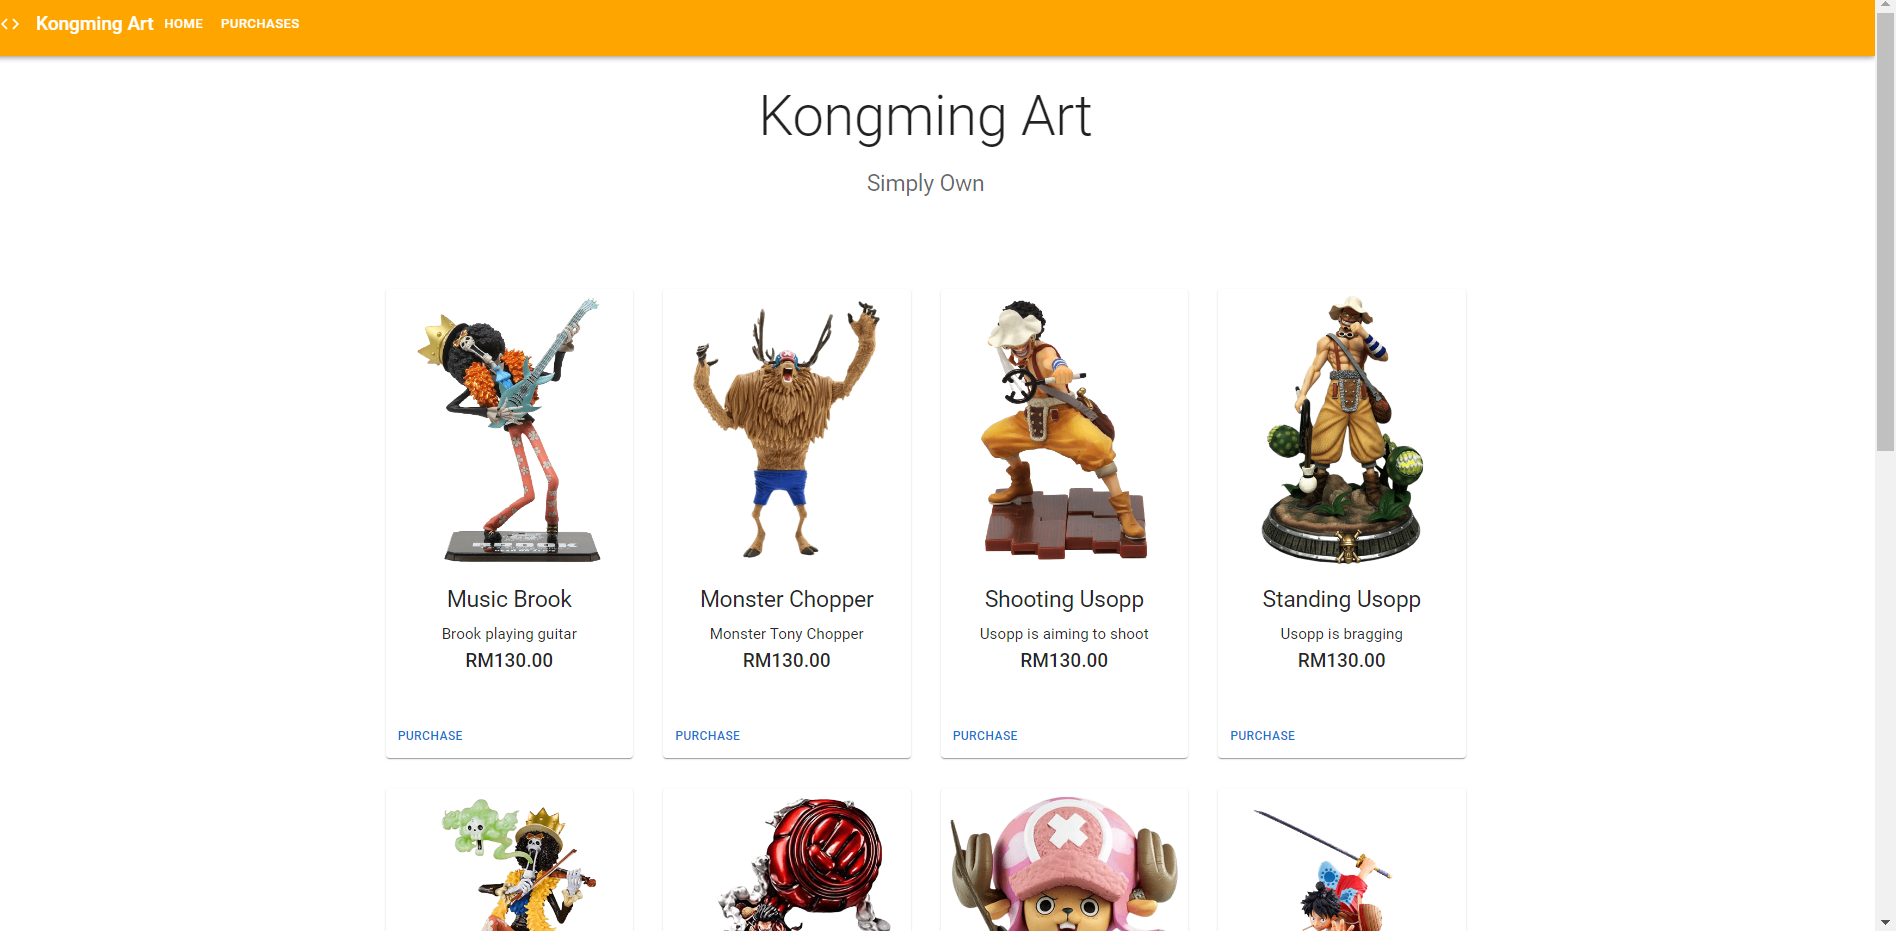 Kongming Art HOME PURCHASES
Kongming Art
Simply Own
Music Brook
Brook playing guitar
RM130.00
PURCHASE
Monster Chopper
Monster Tony Chopper
RM130.00
PURCHASE
Shooting Usopp
Usopp is aiming to shoot
RM130.00
PURCHASE
Standing Usopp
Usopp is bragging
RM130.00
PURCHASE